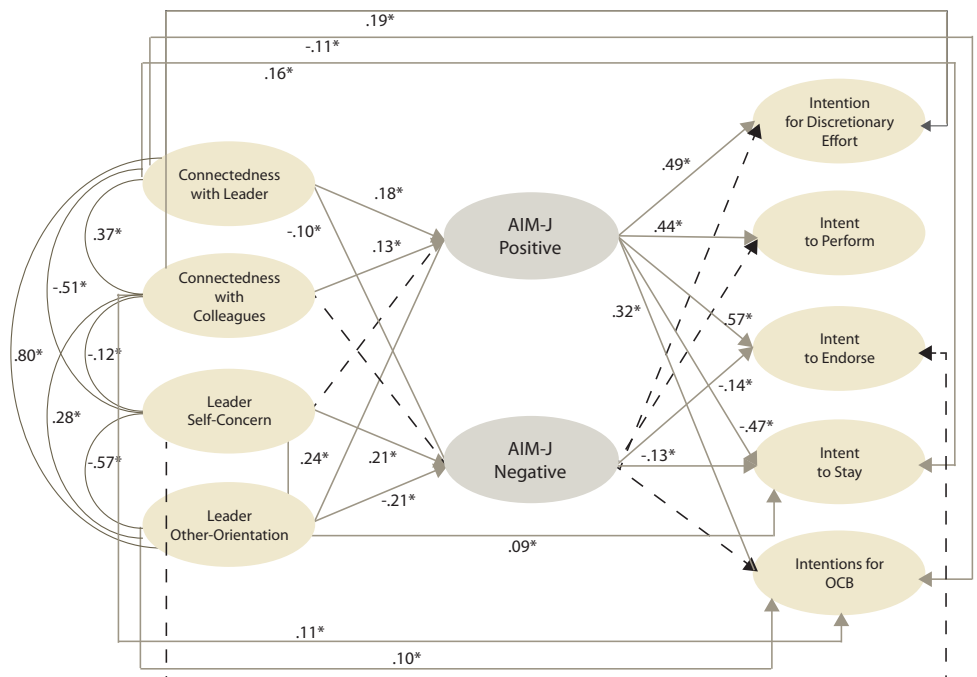 .19*
-.11*
.16*
Intention
for Discretionary
Effort
Connectedness
with Leader
.49*
.18*
.37*
-.10*
AIM-J
Positive
.44*
Intent
to Perform
.13*
Connectedness
with
Colleagues
-.51*
.32*
.57*
.80*
-.12*
Intent
to Endorse
-.14*
Leader
Self-Concern
.28*
-.47*
-.57*
.24*
.21*
AIM-J
Negative
-.13*
Intent
to Stay
-.21*
Leader
Other-Orientation
.09*
Intentions for
OCB
.11*
.10*